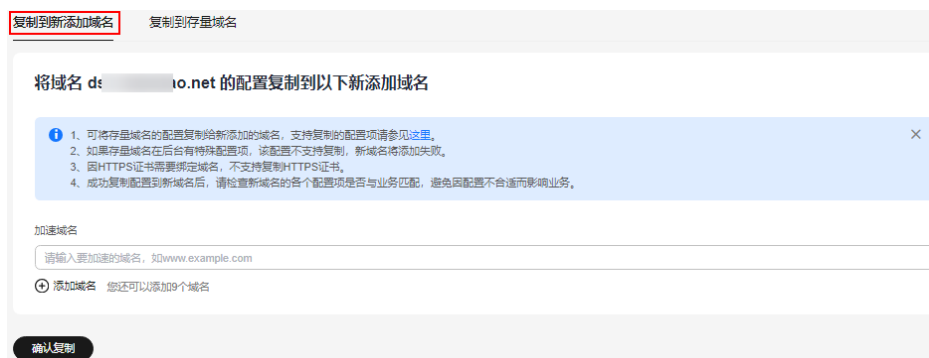 复制到新添加域名 复制到存量域名
将域名 ds o.net 的配置复制到以下新添加域名
1、可将存量域名的配置复制给新添加的域名，支持复制的配置项请参见这里。
2、如果存量域名在后台有特殊配置项，该配置不支持复制，新域名将添加失败。
3、因HTTPS证书需要绑定域名，不支持复制HTTPS证书。
4、成功复制配置到新域名后，请检查新域名的各个配置项是否与业务匹配，避免因配置不合适而影响业务。
加速域名
请输入要加速的域名，如www.example.com
添加域名 您还可以添加9个域名
确认复制